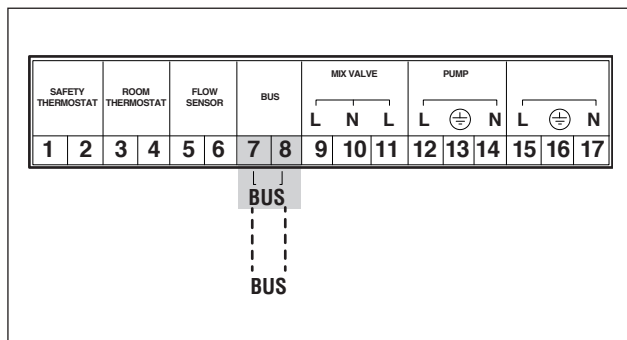 SAFETY THERMOSTAT ROOM THERMOSTAT FLOW SENSOR BUS MIX VALVE PUMP
L N L L N L N
1 2 3 4 5 6 7 8 9 10 11 12 13 14 15 16 17
BUS
BUS